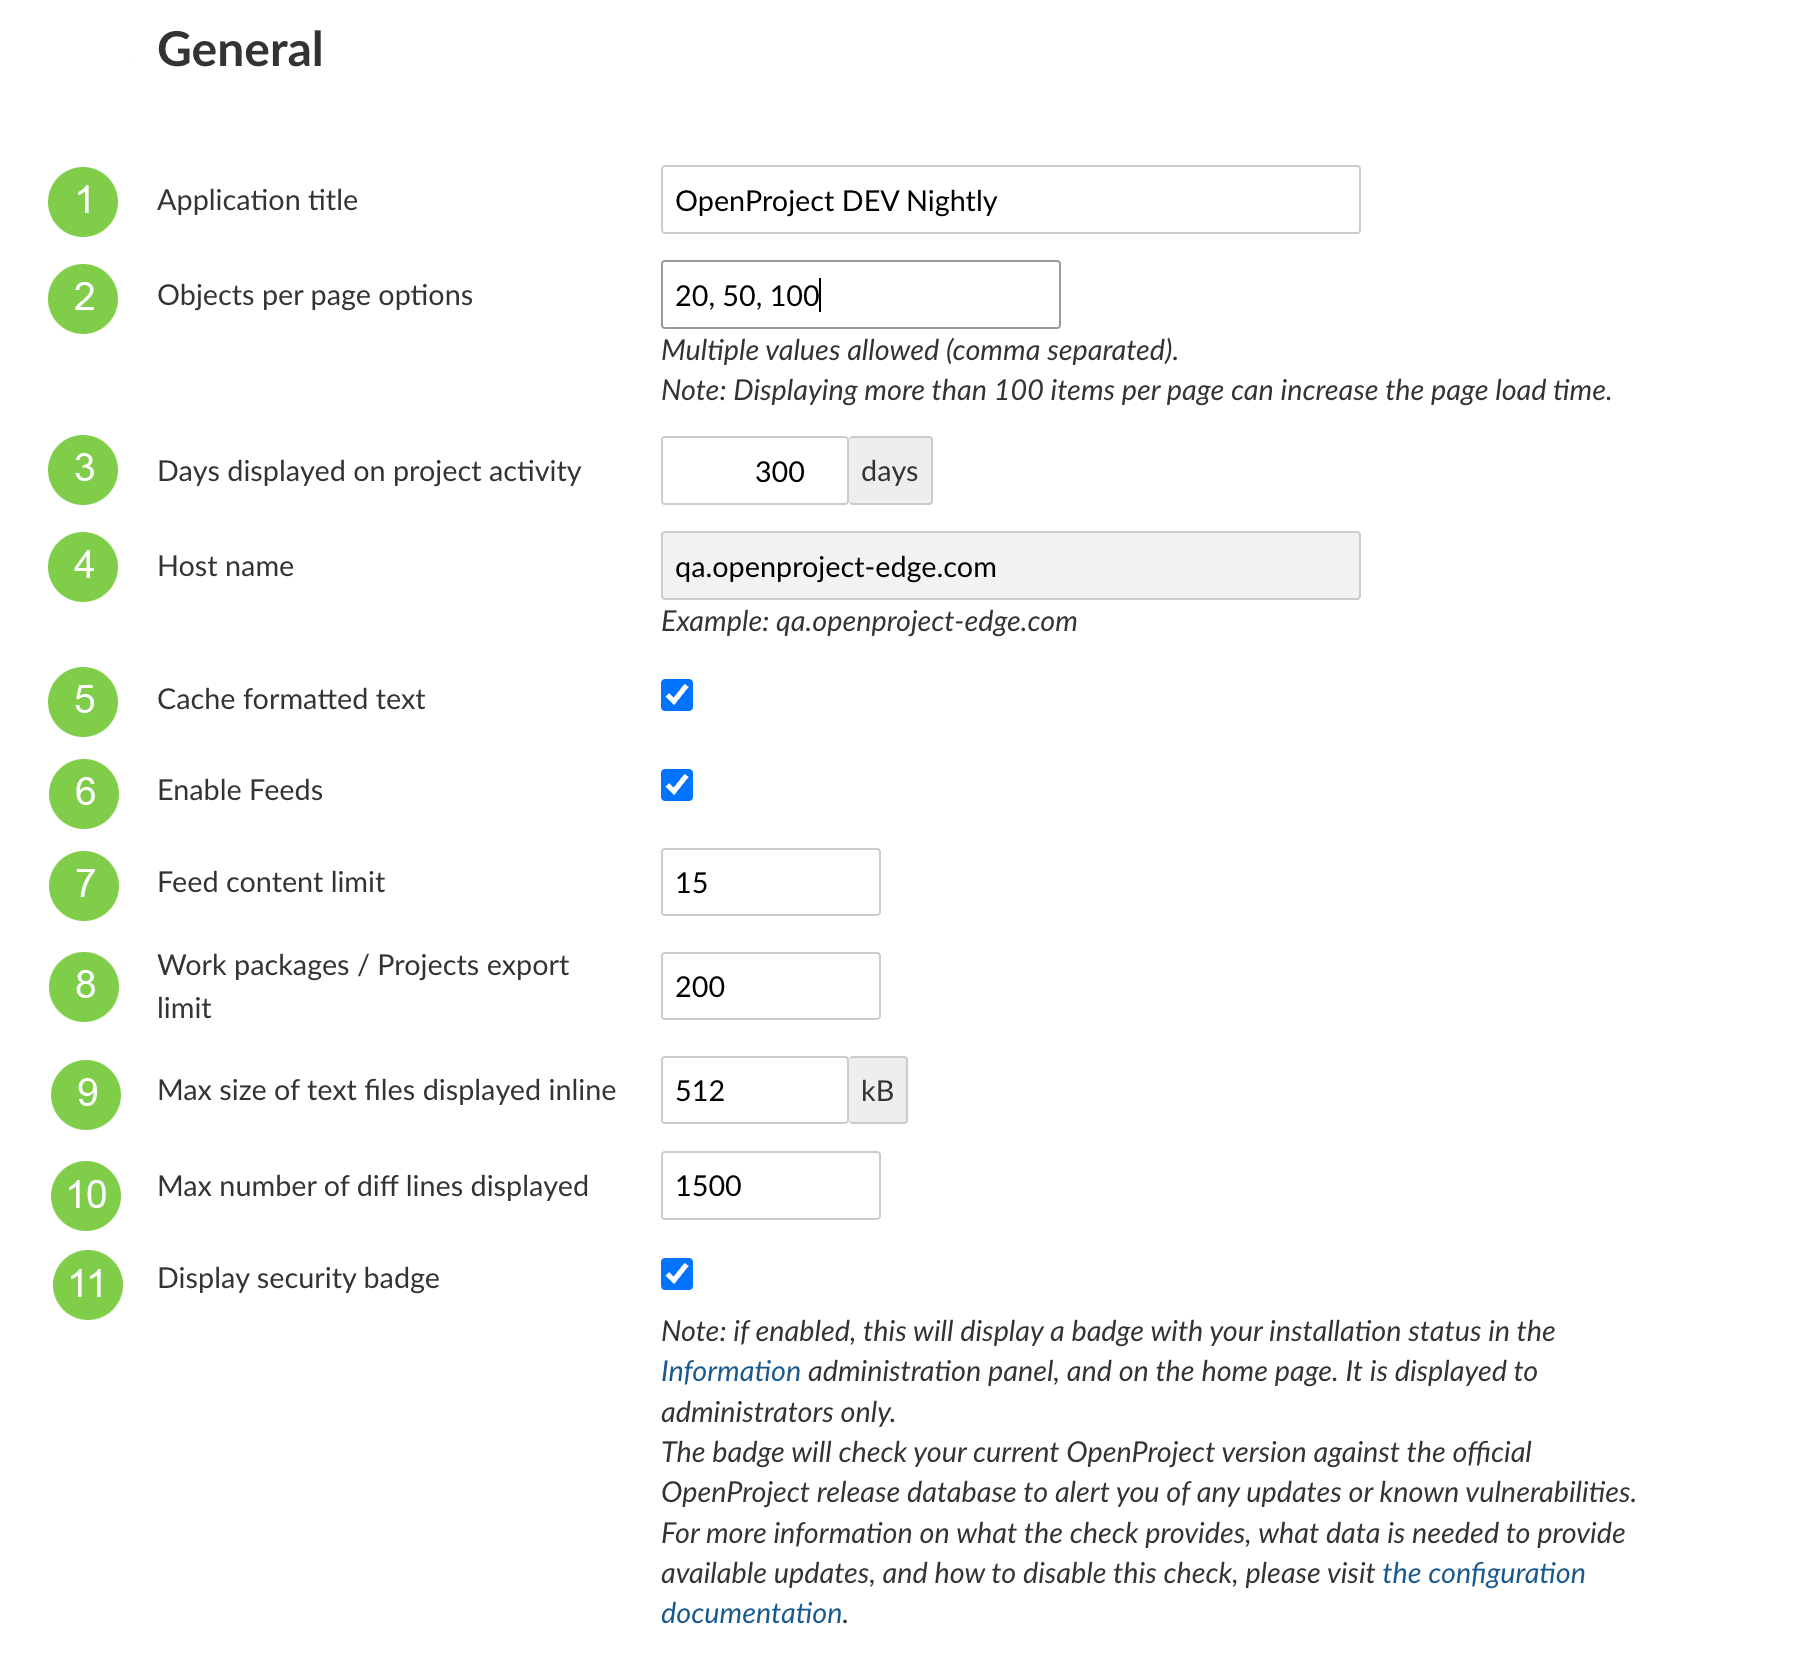 General
1 Application title OpenProject DEV Nightly
2 Objects per page options 20, 50, 100
Multiple values allowed (comma separated).
Note: Displaying more than 100 items per page can increase the page load time.
3 Days displayed on project activity 300 days
4 Host name qa.openproject-edge.com
Example: qa.openproject-edge.com
5 Cache formatted text
6 Enable Feeds
7 Feed content limit 15
8 Work packages / Projects export
limit 200
9 Max size of text files displayed inline 512 kB
10 Max number of diff lines displayed 1500
11 Display security badge
Note: if enabled, this will display a badge with your installation status in the
Information administration panel, and on the home page. It is displayed to
administrators only.
The badge will check your current OpenProject version against the official
OpenProject release database to alert you of any updates or known vulnerabilities.
For more information on what the check provides, what data is needed to provide
available updates, and how to disable this check, please visit the configuration
documentation.